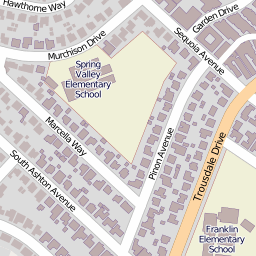 Hawthorne Way
Garden Drive
Murchison Drive
Sequoia Avenue
Spring
Valley
Elementary
School
Marcella Way
Pinon Avenue
Trousdale Drive
South Ashton Avenue
Franklin
Elementary
School